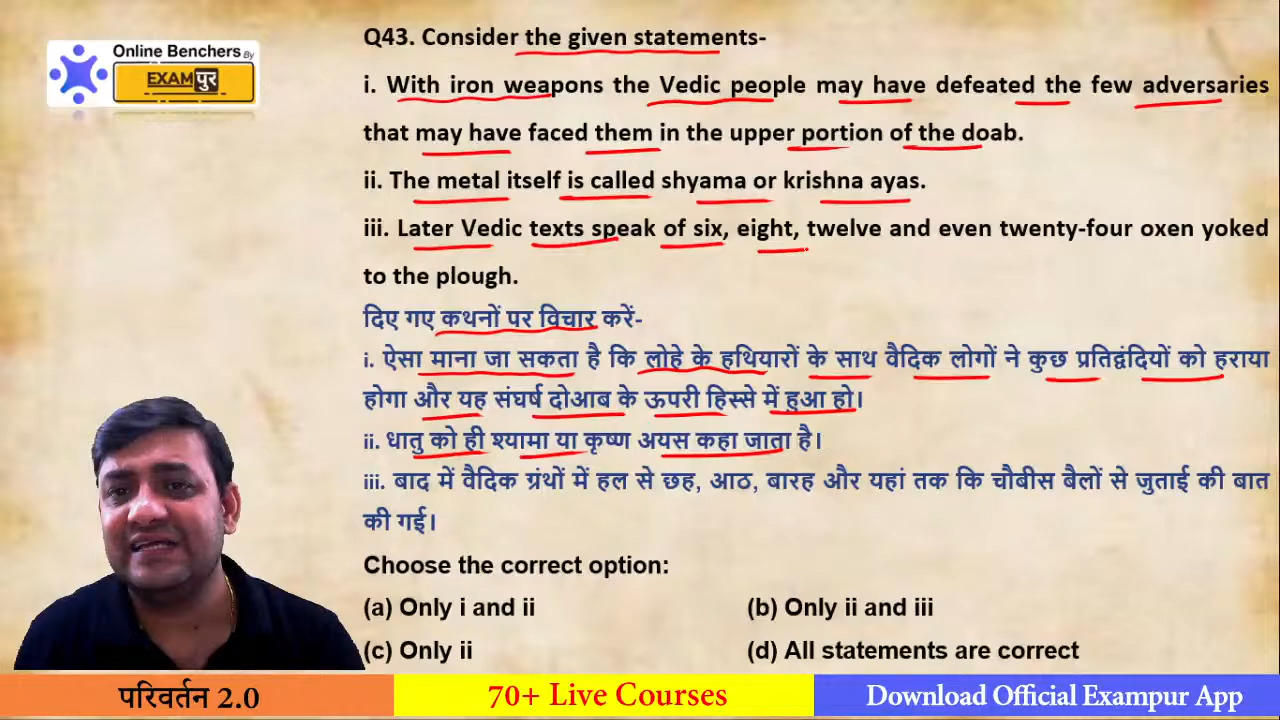 Online Benchers By
EXAMपुर
Q43. Consider the given statements-
i. With iron weapons the Vedic people may have defeated the few adversaries
that may have faced them in the upper portion of the doab.
ii. The metal itself is called shyama or krishna ayas.
iii. Later Vedic texts speak of six, eight, twelve and even twenty-four oxen yoked
to the plough.
दिए गए कथनों पर विचार करें-
i. ऐसा माना जा सकता है कि लोहे के हथियारों के साथ वैदिक लोगों ने कुछ प्रतिद्वंदियों को हराया
होगा और यह संघर्ष दोआब के ऊपरी हिस्से में हुआ हो।
ii. धातु को ही श्यामा या कृष्ण अयस कहा जाता है।
iii. बाद में वैदिक ग्रंथों में हल से छह, आठ, बारह और यहां तक कि चौबीस बैलों से जुताई की बात
की गई।
Choose the correct option:
(a) Only i and ii
(b) Only ii and iii
(c) Only ii
(d) All statements are correct
परिवर्तन 2.0
70+ Live Courses
Download Official Exampur App